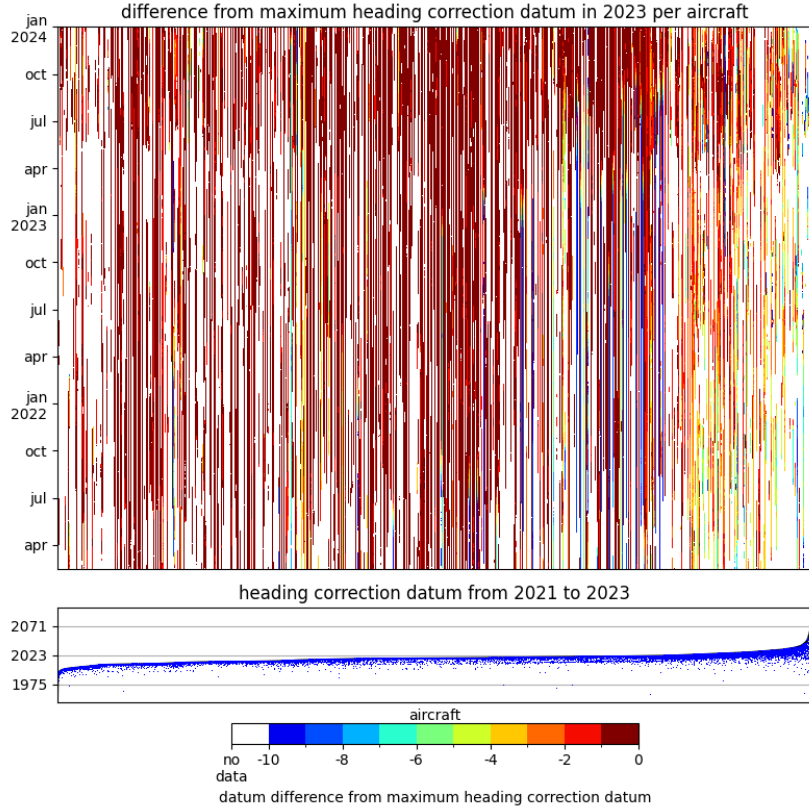 difference from maximum heading correction datum in 2023 per aircraft
jan
2024
oct
jul
apr
jan
2023
oct
jul
apr
jan
2022
oct
jul
apr
heading correction datum from 2021 to 2023
2071
2023
1975
aircraft
no
data
-10
-8
-6
-4
-2
0
datum difference from maximum heading correction datum